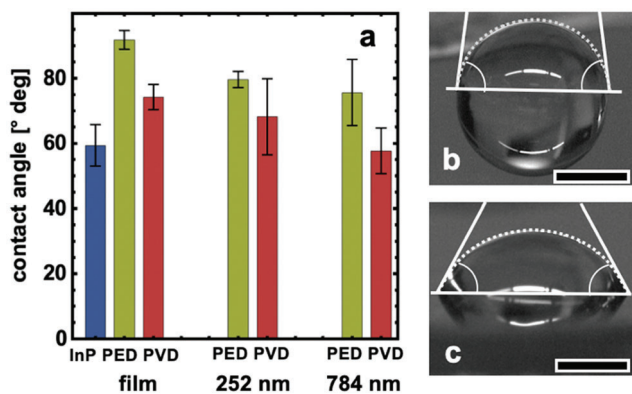 a
contact angle [° deg]
80
60
40
20
0
InP PED PVD PED PVD PED PVD
film 252 nm 784 nm
b
c